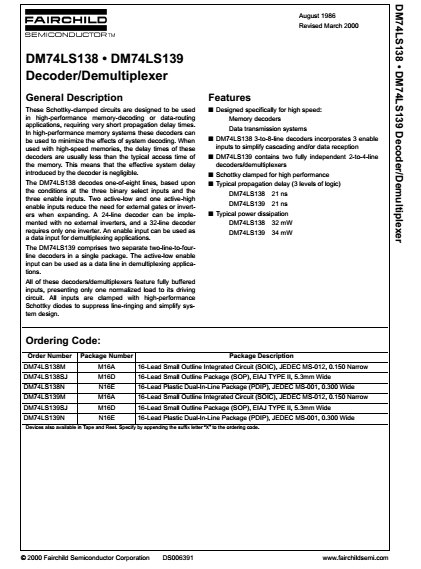 FAIRCHILD
SEMICONDUCTOR™
August 1986
Revised March 2000
DM74LS138 • DM74LS139
Decoder/Demultiplexer
General Description
These Schottky-clamped circuits are designed to be used
in high-performance memory-decoding or data-routing
applications, requiring very short propagation delay times.
In high-performance memory systems these decoders can
be used to minimize the effects of system decoding. When
used with high-speed memories, the delay times of these
decoders are usually less than the typical access time of
the memory. This means that the effective system delay
introduced by the decoder is negligible.
The DM74LS138 decodes one-of-eight lines, based upon
the conditions at the three binary select inputs and the
three enable inputs. Two active-low and one active-high
enable inputs reduce the need for external gates or invert-
ers when expanding. A 24-line decoder can be imple-
mented with no external inverters, and a 32-line decoder
requires only one inverter. An enable input can be used as
a data input for demultiplexing applications.
The DM74LS139 comprises two separate two-line-to-four-
line decoders in a single package. The active-low enable
input can be used as a data line in demultiplexing applica-
tions.
All of these decoders/demultiplexers feature fully buffered
inputs, presenting only one normalized load to its driving
circuit. All inputs are clamped with high-performance
Schottky diodes to suppress line-ringing and simplify sys-
tem design.
Features
■ Designed specifically for high speed:
Memory decoders
Data transmission systems
■ DM74LS138 3-to-8-line decoders incorporates 3 enable
inputs to simplify cascading and/or data reception
■ DM74LS139 contains two fully independent 2-to-4-line
decoders/demultiplexers
■ Schottky clamped for high performance
■ Typical propagation delay (3 levels of logic)
DM74LS138 21 ns
DM74LS139 21 ns
■ Typical power dissipation
DM74LS138 32 mW
DM74LS139 34 mW
Ordering Code:
Order Number Package Number Package Description
DM74LS138M M16A 16-Lead Small Outline Integrated Circuit (SOIC), JEDEC MS-012, 0.150 Narrow
DM74LS138SJ M16D 16-Lead Small Outline Package (SOP), EIAJ TYPE II, 5.3mm Wide
DM74LS138N N16E 16-Lead Plastic Dual-In-Line Package (PDIP), JEDEC MS-001, 0.300 Wide
DM74LS139M M16A 16-Lead Small Outline Integrated Circuit (SOIC), JEDEC MS-012, 0.150 Narrow
DM74LS139SJ M16D 16-Lead Small Outline Package (SOP), EIAJ TYPE II, 5.3mm Wide
DM74LS139N N16E 16-Lead Plastic Dual-In-Line Package (PDIP), JEDEC MS-001, 0.300 Wide
Devices also available in Tape and Reel. Specify by appending the suffix letter "X" to the ordering code.
© 2000 Fairchild Semiconductor Corporation DS006391 www.fairchildsemi.com
DM74LS138 • DM74LS139 Decoder/Demultiplexer